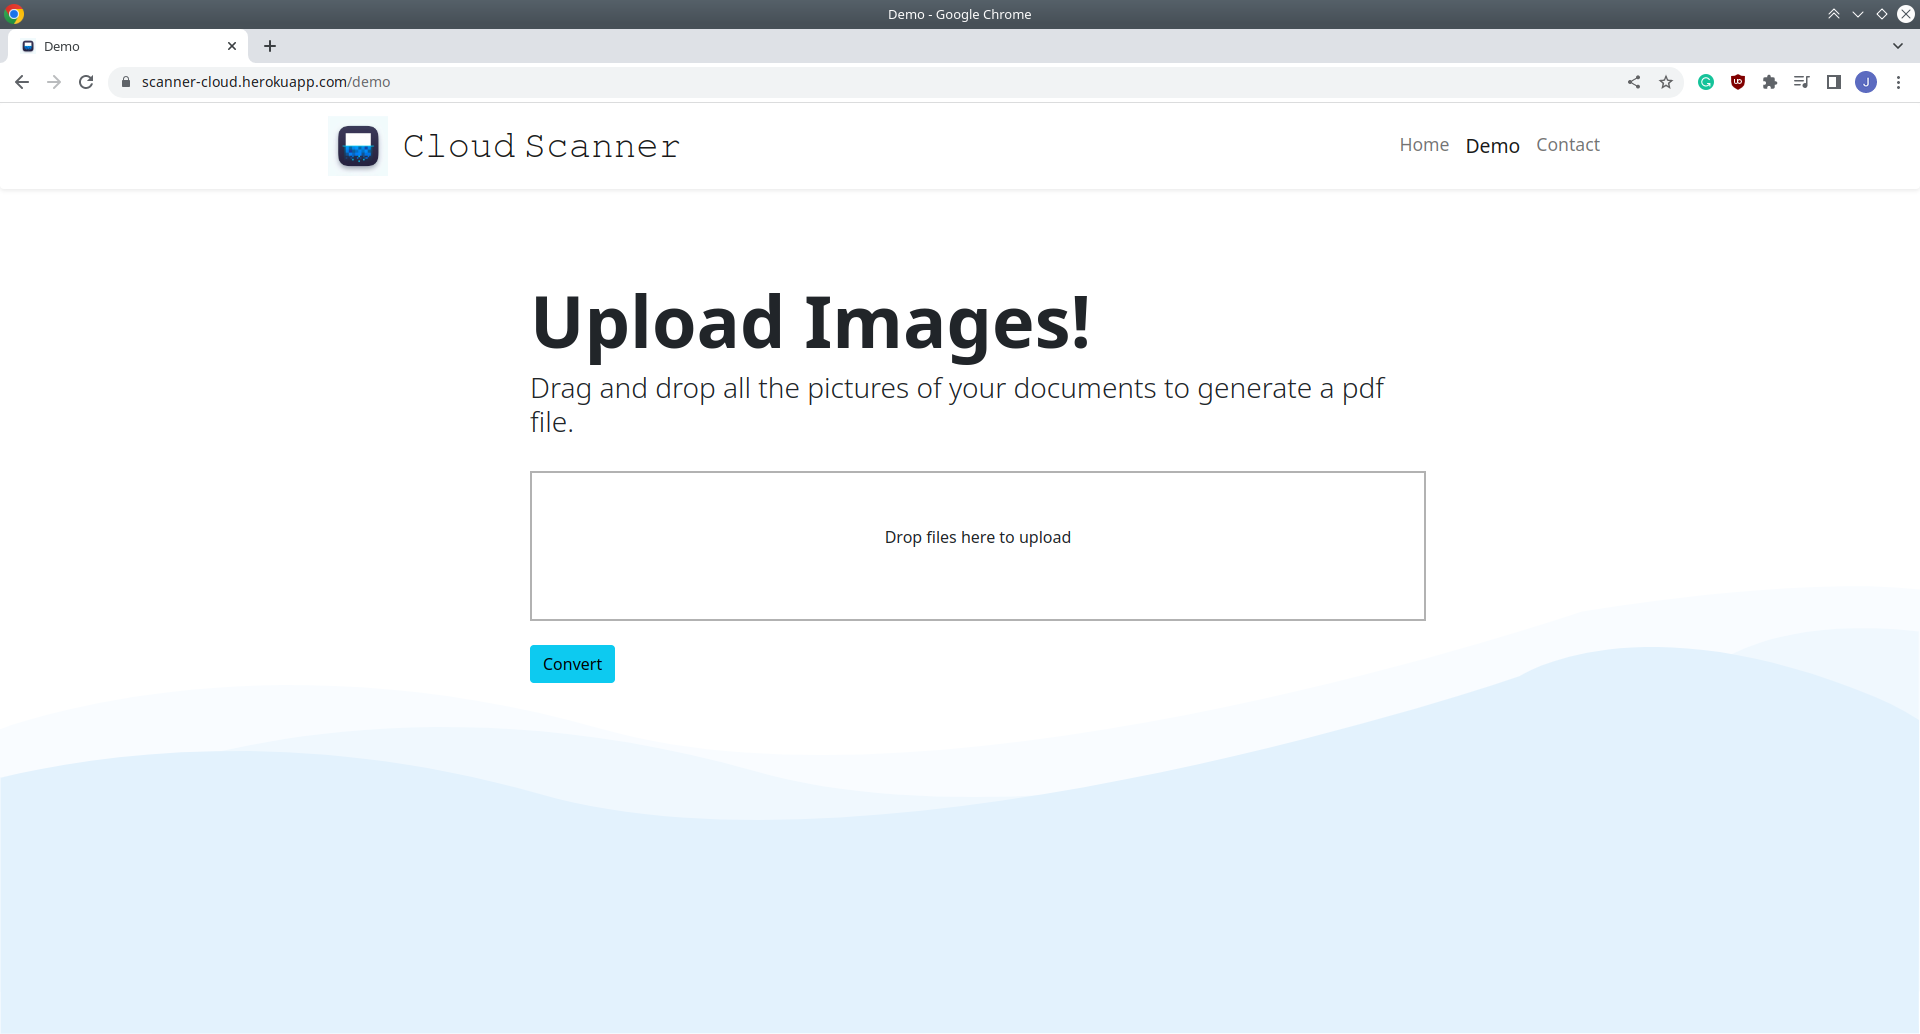 Demo - Google Chrome
Demo
scanner-cloud.herokuapp.com/demo
J
Cloud Scanner
Home Demo Contact
Upload Images!
Drag and drop all the pictures of your documents to generate a pdf
file.
Drop files here to upload
Convert